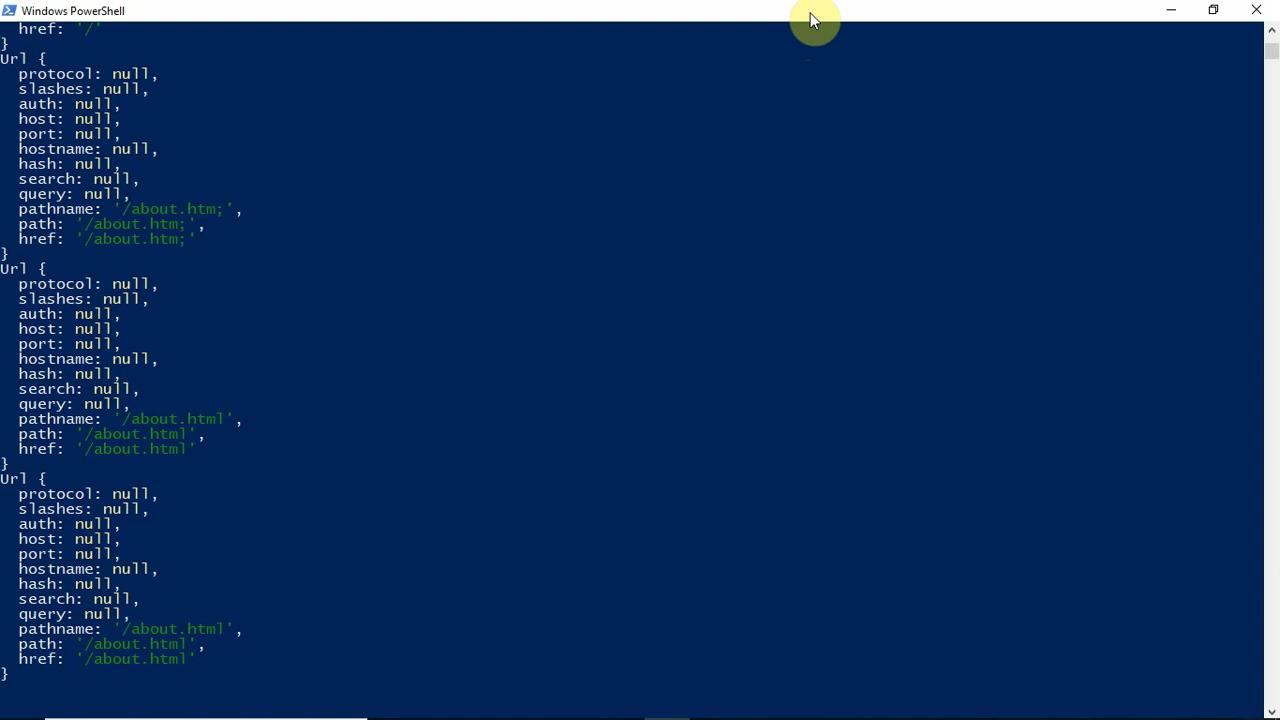 Windows PowerShell
href: '/'
}
Url {
protocol: null,
slashes: null,
auth: null,
host: null,
port: null,
hostname: null,
hash: null,
search: null,
query: null,
pathname: '/about.htm;',
path: '/about.htm;',
href: '/about.htm;'
}
Url {
protocol: null,
slashes: null,
auth: null,
host: null,
port: null,
hostname: null,
hash: null,
search: null,
query: null,
pathname: '/about.html',
path: '/about.html',
href: '/about.html'
}
Url {
protocol: null,
slashes: null,
auth: null,
host: null,
port: null,
hostname: null,
hash: null,
search: null,
query: null,
pathname: '/about.html',
path: '/about.html',
href: '/about.html'
}